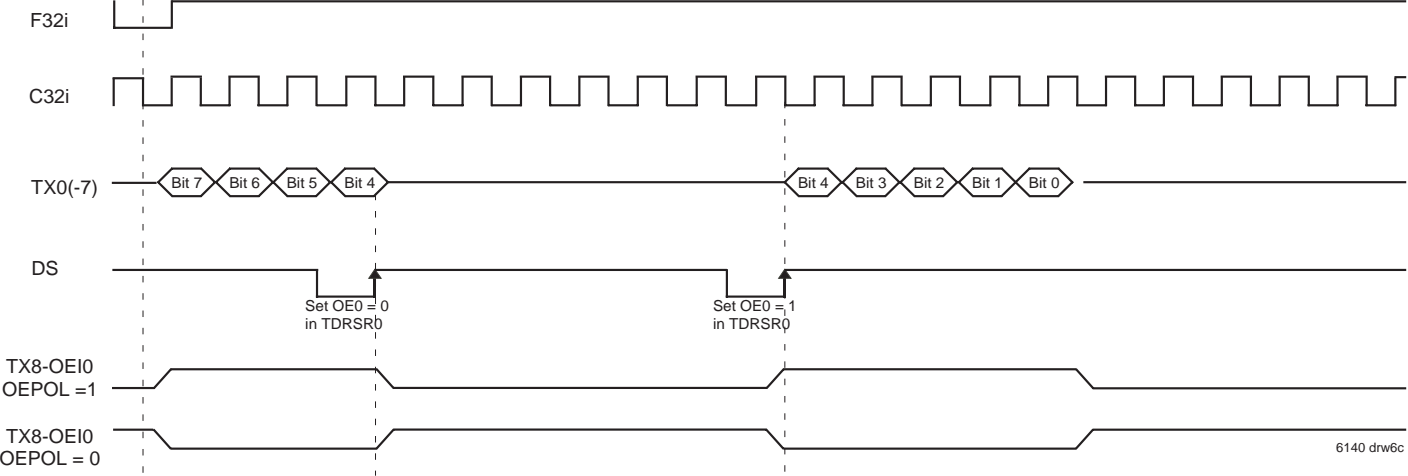 F32i
C32i
TX0(-7)
Bit 7 Bit 6 Bit 5 Bit 4 Bit 4 Bit 3 Bit 2 Bit 1 Bit 0
DS
Set OE0 = 0
in TDRSR0
Set OE0 = 1
in TDRSR0
TX8-OEI0
OEPOL =1
TX8-OEI0
OEPOL = 0
6140 drw6c